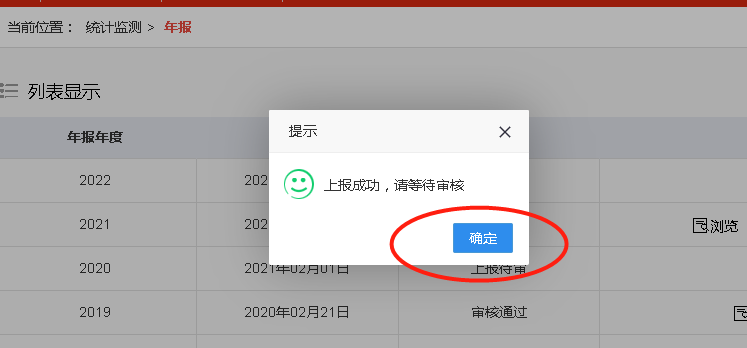 当前位置： 统计监测 > 年报
列表显示
年报年度
提示
上报成功，请等待审核
确定
2022 202
2021 202 浏览
2020 2021年02月01日 上报待审
2019 2020年02月21日 审核通过